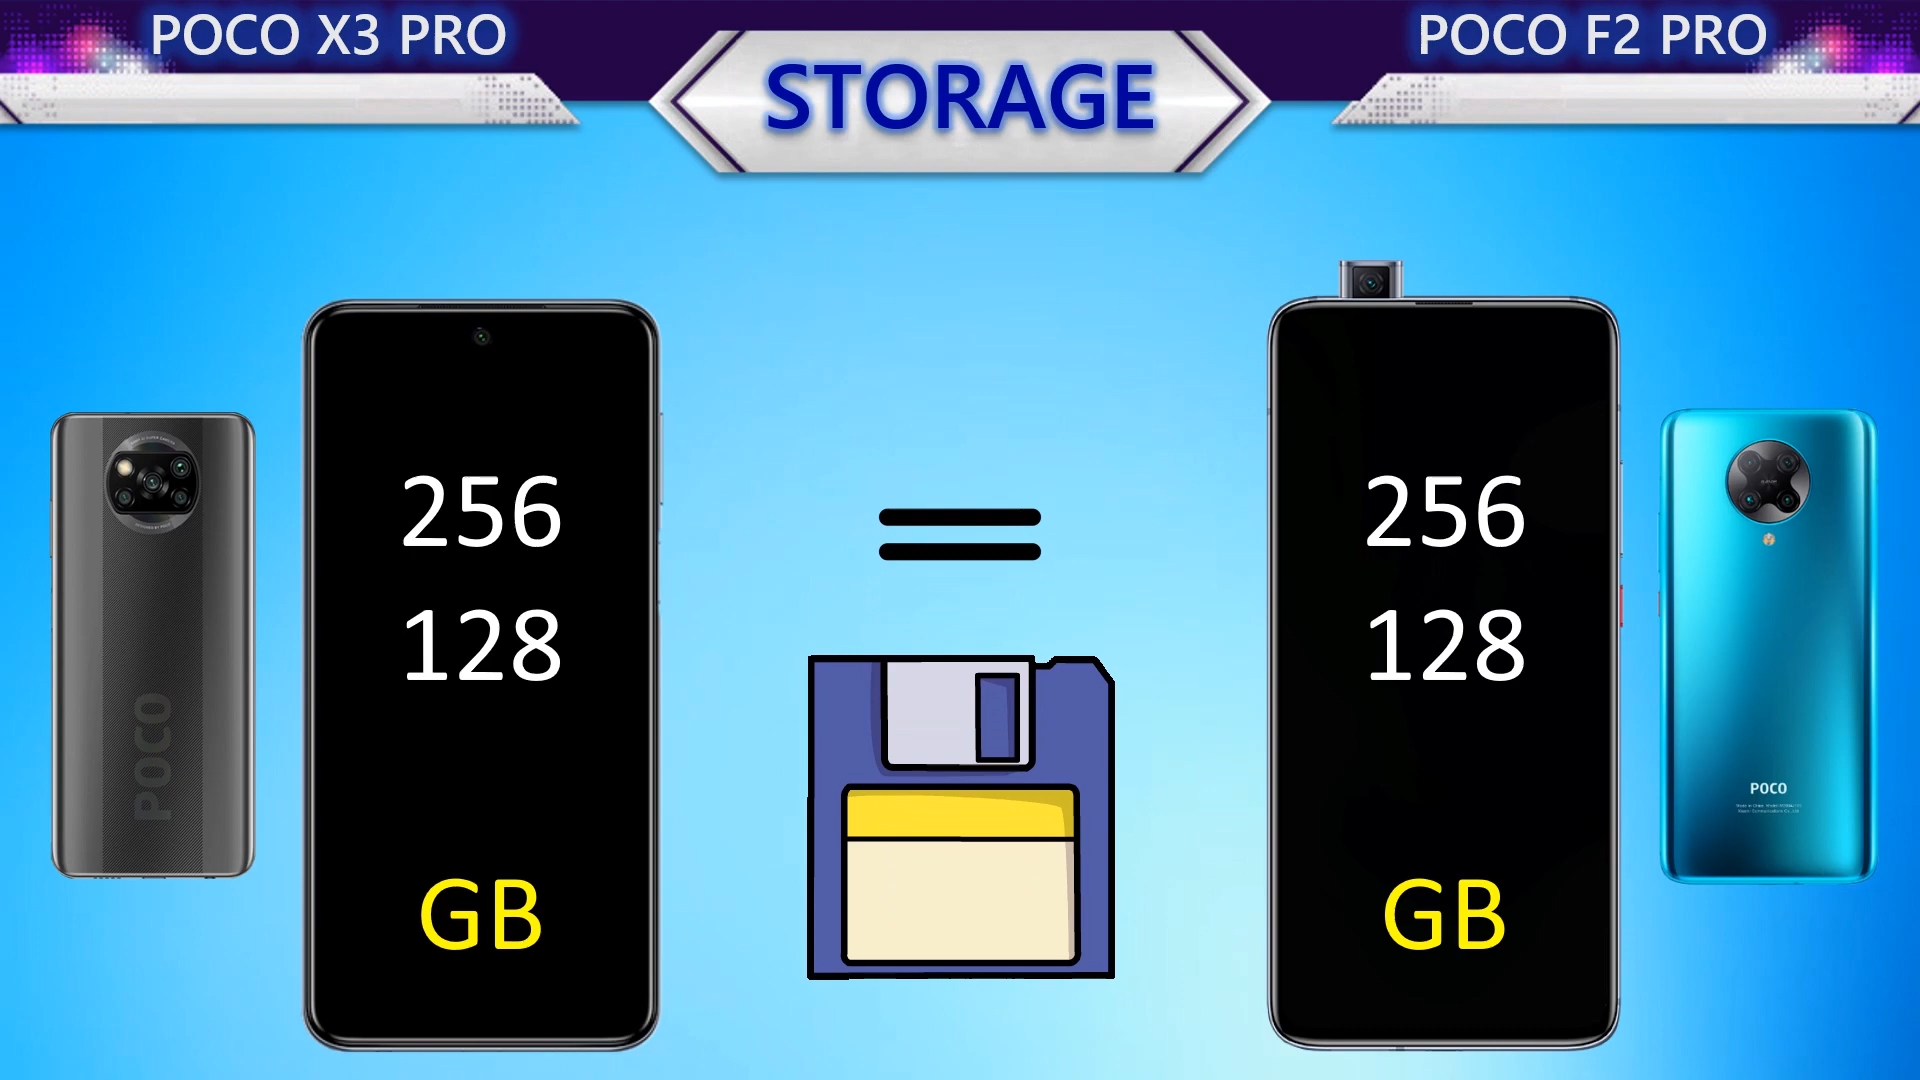 POCO X3 PRO
STORAGE
POCO F2 PRO
256
128
GB
256
128
GB
POCO
POCO